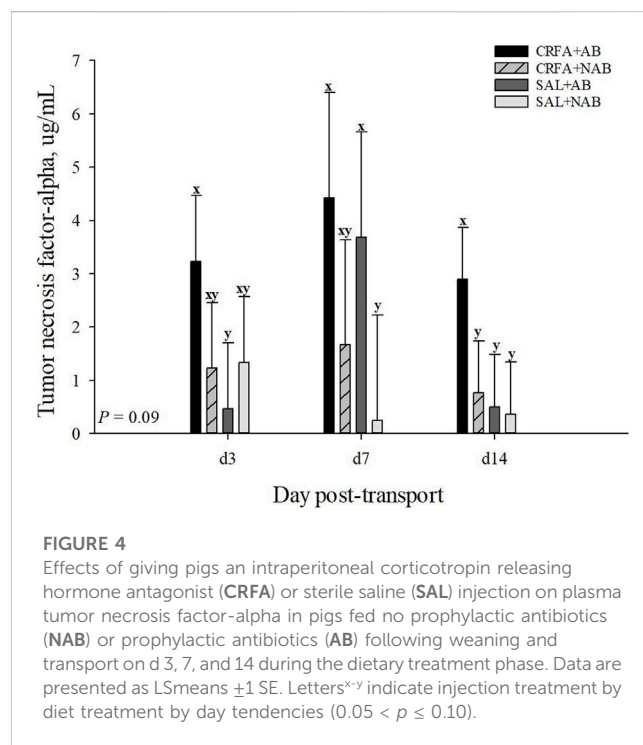 7
6
5
4
3
2
1
0
Tumor necrosis factor-alpha, ug/mL
CRFA+AB
CRFA+NAB
SAL+AB
SAL+NAB
x
xy
y
xy
x
xy
x
y
x
y
y
y
P = 0.09
d3
d7
d14
Day post-transport
FIGURE 4
Effects of giving pigs an intraperitoneal corticotropin releasing
hormone antagonist (CRFA) or sterile saline (SAL) injection on plasma
tumor necrosis factor-alpha in pigs fed no prophylactic antibiotics
(NAB) or prophylactic antibiotics (AB) following weaning and
transport on d 3, 7, and 14 during the dietary treatment phase. Data are
presented as LSmeans ±1 SE. Letters^x-y indicate injection treatment by
diet treatment by day tendencies (0.05 < p ≤ 0.10).